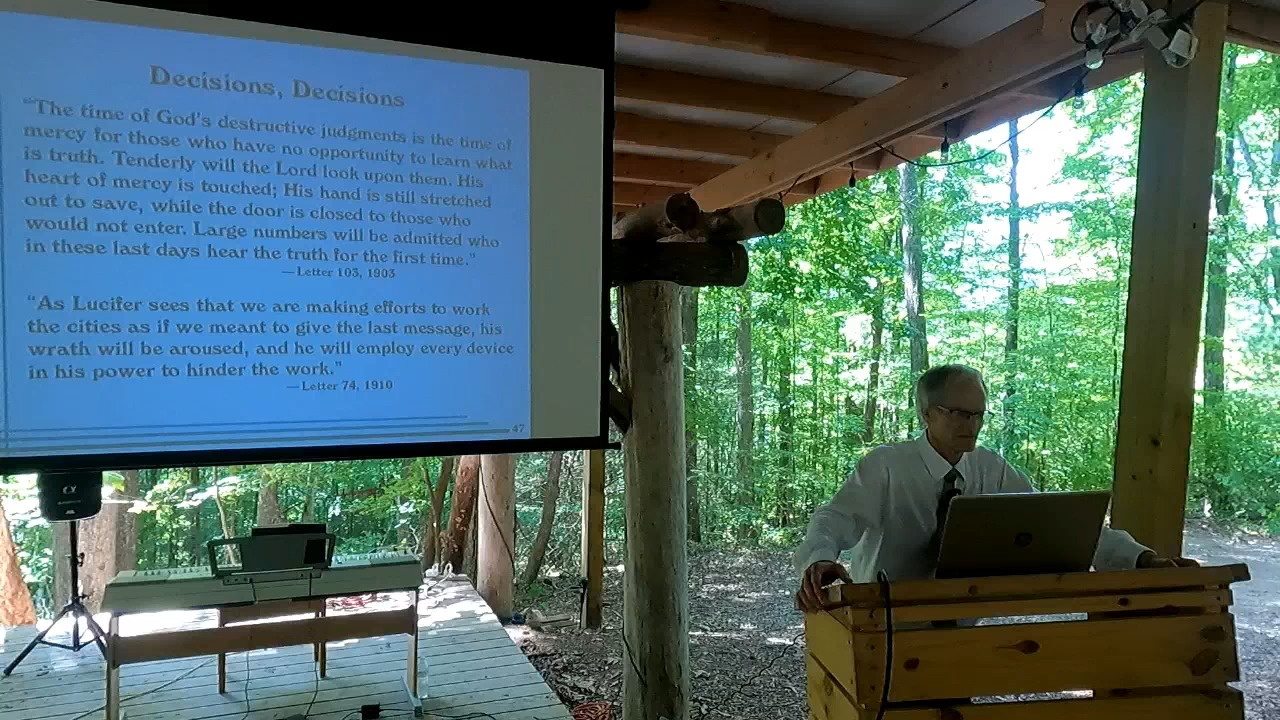 Decisions, Decisions
"The time of God's destructive judgments is the time of
mercy for those who have no opportunity to learn what
is truth. Tenderly will the Lord look upon them. His
heart of mercy is touched; His hand is still stretched
out to save, while the door is closed to those who
would not enter. Large numbers will be admitted who
in these last days hear the truth for the first time."
—Letter 103, 1903
"As Lucifer sees that we are making efforts to work
the cities as if we meant to give the last message, his
wrath will be aroused, and he will employ every device
in his power to hinder the work."
—Letter 74, 1910
47